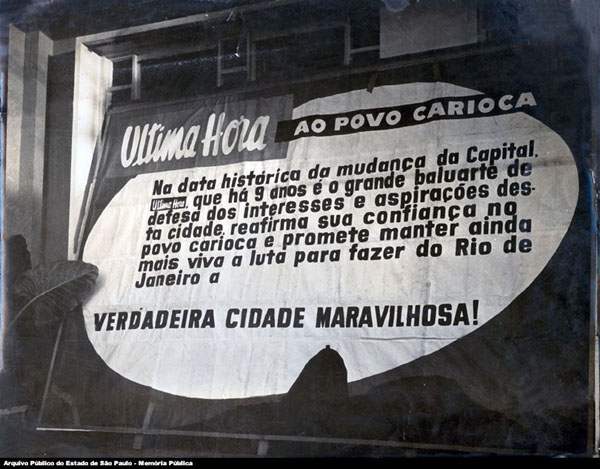 Ultima Hora
AO POVO CARIOCA
Na data histórica da mudança da Capital,
Ultima Hora, que há 9 anos é o grande baluarte de
defesa dos interesses e aspirações des-
ta cidade, reafirma sua confiança no
povo carioca e promete manter ainda
mais viva a luta para fazer do Rio de
Janeiro a
VERDADEIRA CIDADE MARAVILHOSA!
Arquivo Público do Estado de São Paulo - Memória Pública